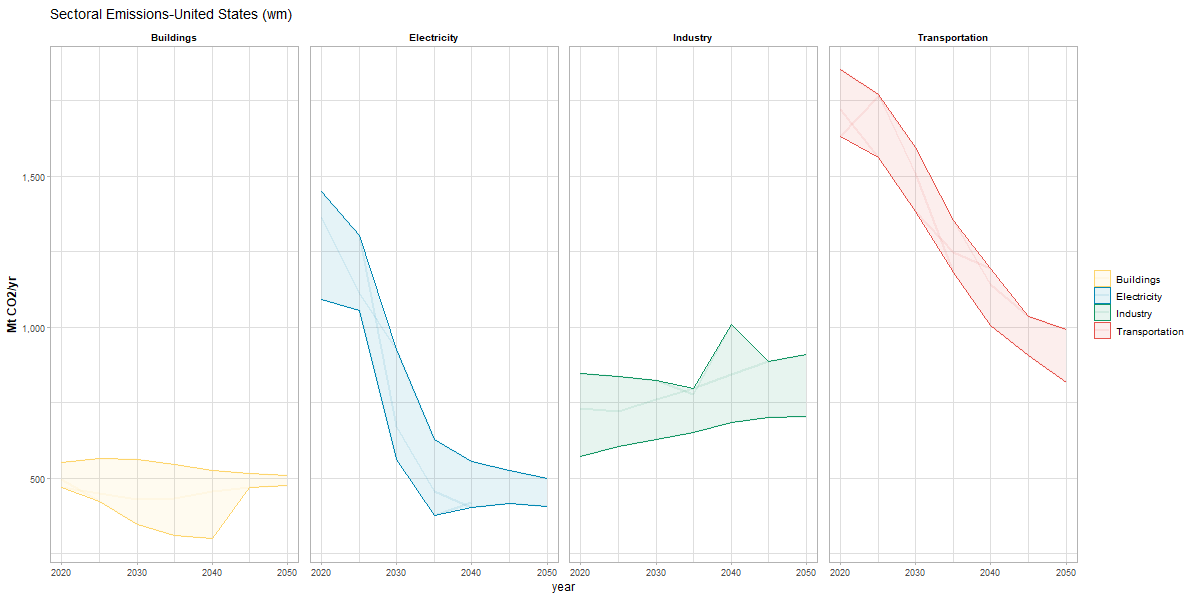 Sectoral Emissions-United States (wm)
Buildings
Electricity
Industry
Transportation
Mt CO2/yr
1,500
1,000
500
2020 2030 2040 2050
2020 2030 2040 2050
2020 2030 2040 2050
2020 2030 2040 2050
year
Buildings
Electricity
Industry
Transportation